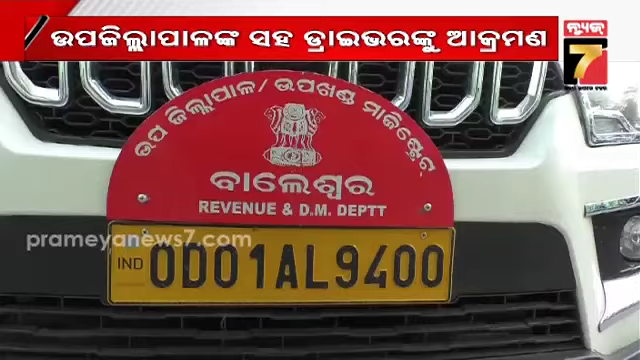 ଉପଜିଲ୍ଲାପାଳଙ୍କ ସହ ଡ୍ରାଇଭରଙ୍କୁ ଆକ୍ରମଣ
ନ୍ୟୁଜ୍
7
ଉପ ଜିଲ୍ଲାପାଳ/ ଉପଖଣ୍ଡ ମାଜିଷ୍ଟ୍ରେଟ୍
ବାଲେଶ୍ୱର
REVENUE & D.M. DEPTT
prameyanews7.com
IND OD01AL9400